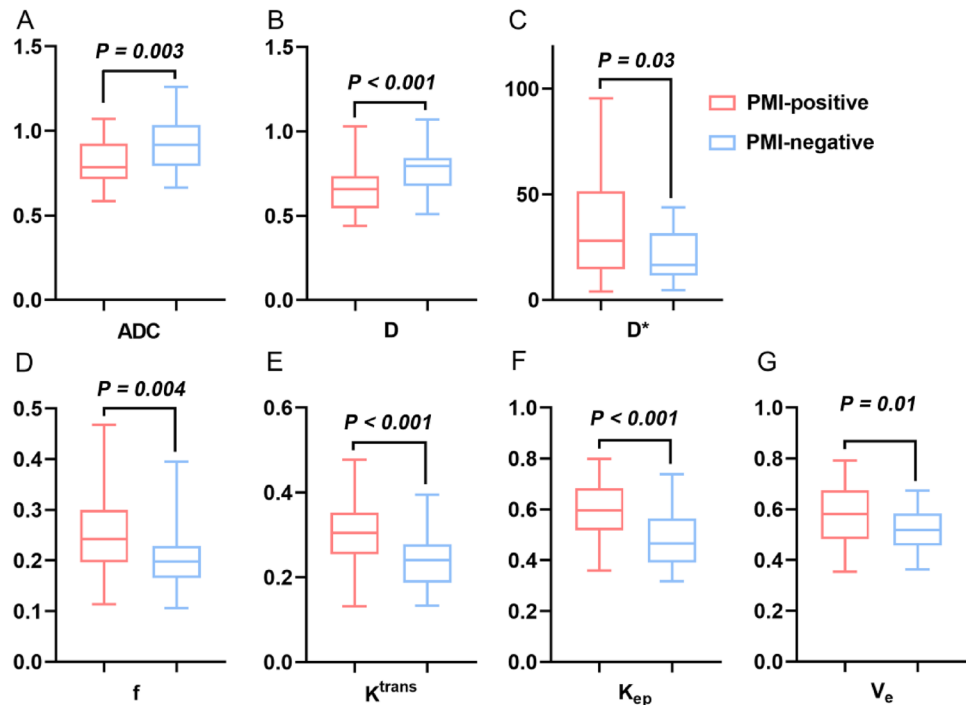 A
B
C
1.5
1.0
0.5
0.0
P = 0.003
ADC
1.5
1.0
0.5
0.0
P < 0.001
D
100
50
0
P = 0.03
D*
PMI-positive
PMI-negative
D
E
F
G
0.5
0.4
0.3
0.2
0.1
0.0
P = 0.004
f
0.6
0.4
0.2
0.0
P < 0.001
K^trans
1.0
0.8
0.6
0.4
0.2
0.0
P < 0.001
K_ep
1.0
0.8
0.6
0.4
0.2
0.0
P = 0.01
V_e